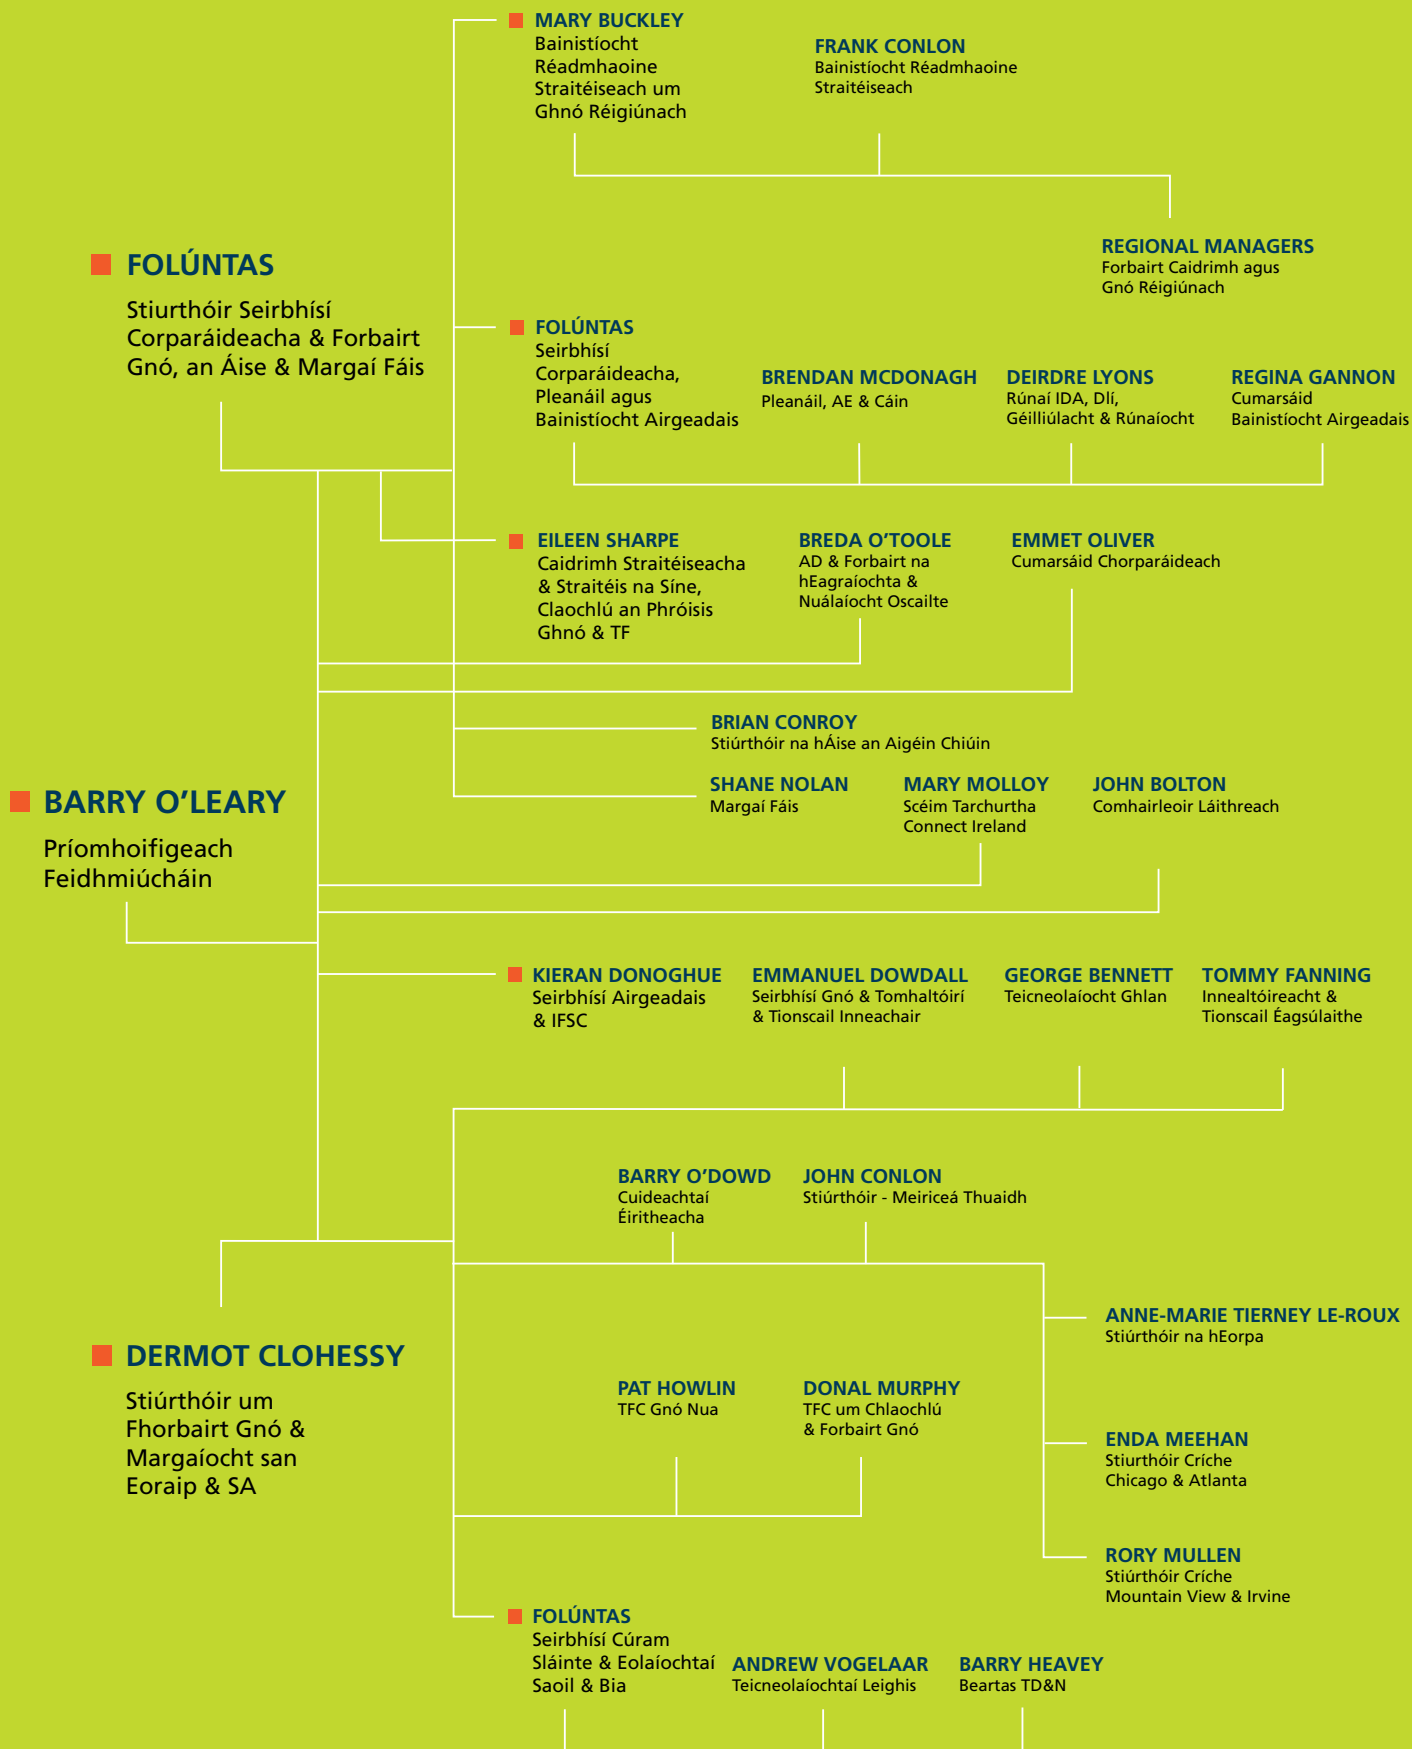 MARY BUCKLEY
Bainistíocht
Réadmhaoine
Straitéiseach um
Ghnó Réigiúnach
FRANK CONLON
Bainistíocht Réadmhaoine
Straitéiseach
REGIONAL MANAGERS
Forbairt Caidrimh agus
Gnó Réigiúnach
FOLÚNTAS
Stiurthóir Seirbhísí
Corparáideacha & Forbairt
Gnó, an Áise & Margaí Fáis
FOLÚNTAS
Seirbhísí
Corparáideacha,
Pleanáil agus
Bainistíocht Airgeadais
BRENDAN MCDONAGH
Pleanáil, AE & Cáin
DEIRDRE LYONS
Rúnaí IDA, Dlí,
Géilliúlacht & Rúnaíocht
REGINA GANNON
Cumarsáid
Bainistíocht Airgeadais
EILEEN SHARPE
Caidrimh Straitéiseacha
& Straitéis na Síne,
Claochlú an Phróisis
Ghnó & TF
BREDA O'TOOLE
AD & Forbairt na
hEagraíochta &
Nuálaíocht Oscailte
EMMET OLIVER
Cumarsáid Chorparáideach
BRIAN CONROY
Stiúrthóir na hÁise an Aigéin Chiúin
SHANE NOLAN
Margaí Fáis
MARY MOLLOY
Scéim Tarchurtha
Connect Ireland
JOHN BOLTON
Comhairleoir Láithreach
BARRY O'LEARY
Príomhoifigeach
Feidhmiúcháin
KIERAN DONOGHUE
Seirbhísí Airgeadais
& IFSC
EMMANUEL DOWDALL
Seirbhísí Gnó & Tomhaltóirí
& Tionscail Inneachair
GEORGE BENNETT
Teicneolaíocht Ghlan
TOMMY FANNING
Innealtóireacht &
Tionscail Éagsúlaithe
BARRY O'DOWD
Cuideachtaí
Éiritheacha
JOHN CONLON
Stiúrthóir - Meiriceá Thuaidh
ANNE-MARIE TIERNEY LE-ROUX
Stiúrthóir na hEorpa
DERMOT CLOHESSY
Stiúrthóir um
Fhorbairt Gnó &
Margaíocht san
Eoraip & SA
PAT HOWLIN
TFC Gnó Nua
DONAL MURPHY
TFC um Chlaochlú
& Forbairt Gnó
ENDA MEEHAN
Stiurthóir Críche
Chicago & Atlanta
RORY MULLEN
Stiúrthóir Críche
Mountain View & Irvine
FOLÚNTAS
Seirbhísí Cúram
Sláinte & Eolaíochtaí
Saoil & Bia
ANDREW VOGELAAR
Teicneolaíochtaí Leighis
BARRY HEAVEY
Beartas TD&N